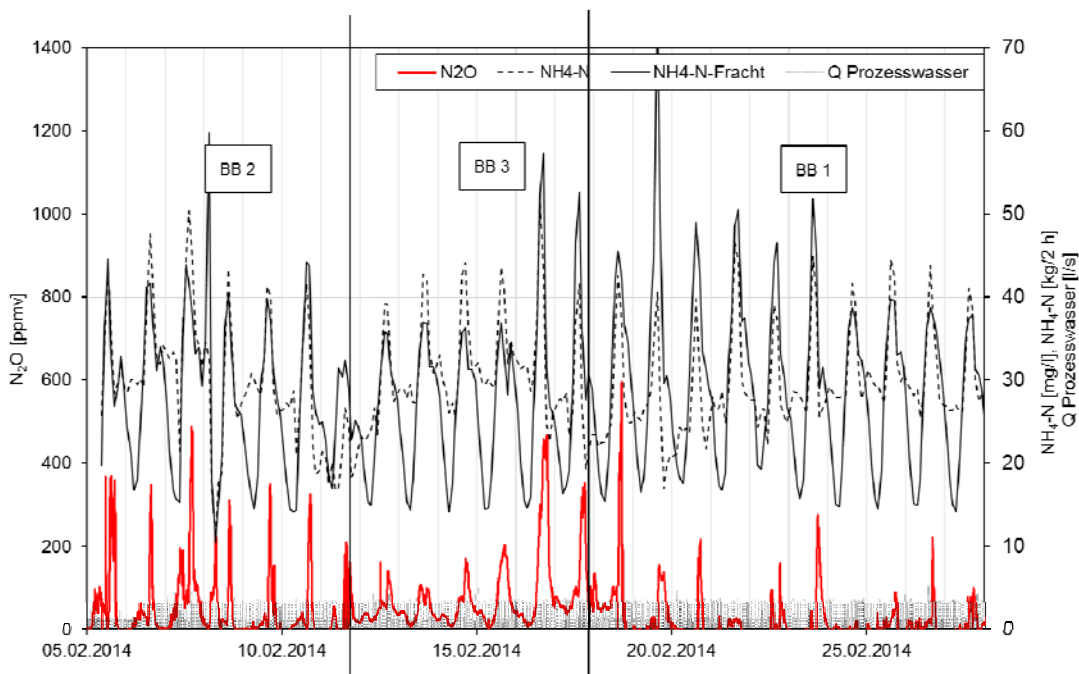 N2O NH4-N NH4-N-Fracht Q Prozesswasser
BB 2
BB 3
BB 1
N₂O [ppmv]
1400
1200
1000
800
600
400
200
0
70
60
50
40
30
20
10
0
NH₄-N [mg/l], NH₄-N [kg/2 h]
Q Prozesswasser [l/s]
05.02.2014 10.02.2014 15.02.2014 20.02.2014 25.02.2014